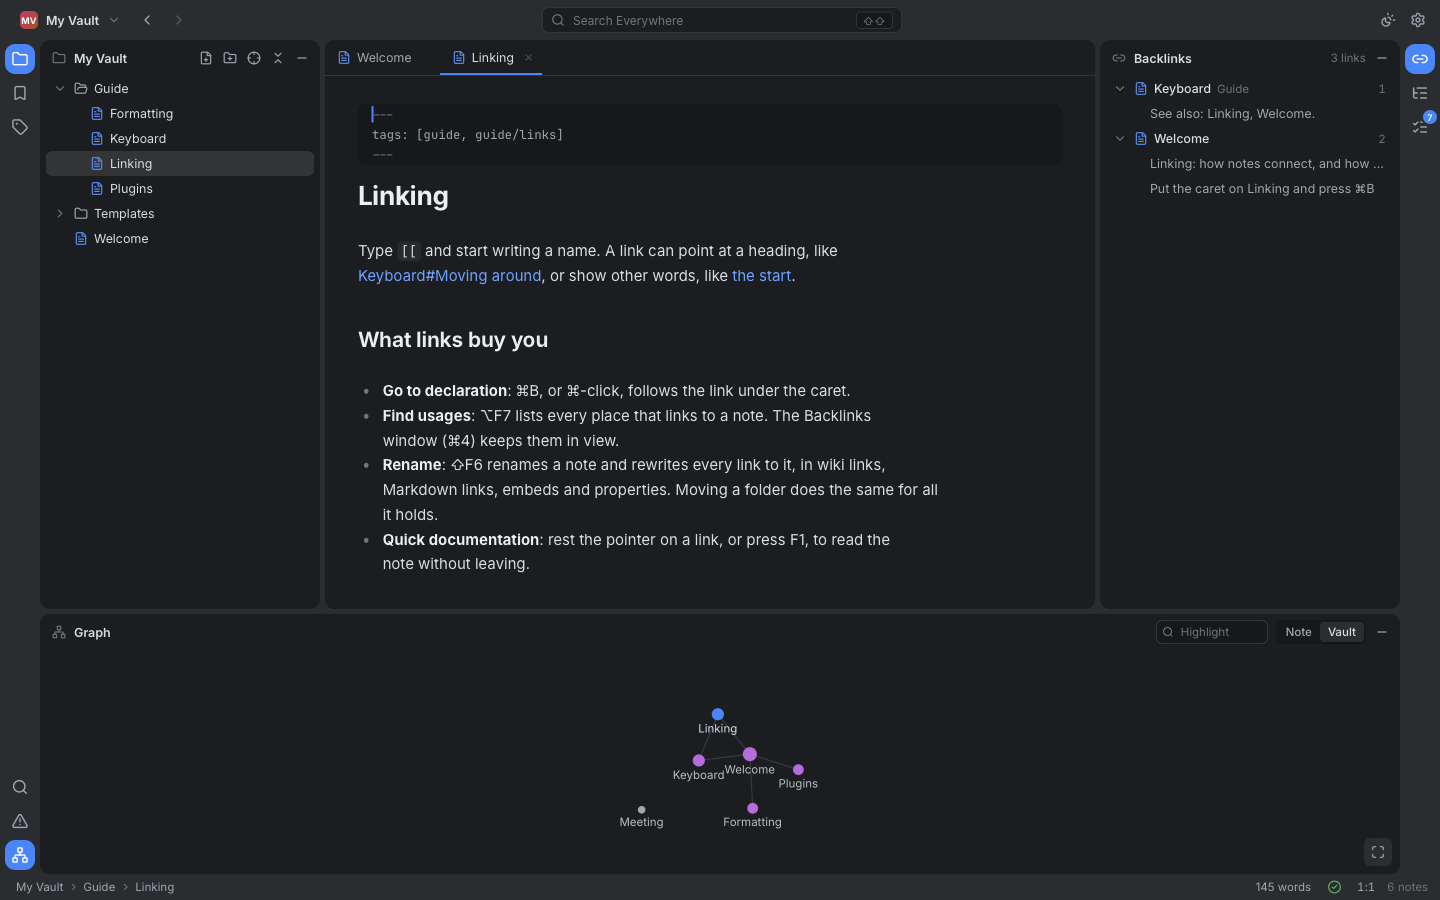 MV My Vault
Search Everywhere
My Vault
Guide
Formatting
Keyboard
Linking
Plugins
Templates
Welcome
Welcome
Linking
---
tags: [guide, guide/links]
---
Linking
Type [[ and start writing a name. A link can point at a heading, like
Keyboard#Moving around, or show other words, like the start.
What links buy you
• Go to declaration: ⌘B, or ⌘-click, follows the link under the caret.
• Find usages: ⌥F7 lists every place that links to a note. The Backlinks
window (⌘4) keeps them in view.
• Rename: ⇧F6 renames a note and rewrites every link to it, in wiki links,
Markdown links, embeds and properties. Moving a folder does the same for all
it holds.
• Quick documentation: rest the pointer on a link, or press F1, to read the
note without leaving.
Backlinks 3 links
Keyboard Guide 1
See also: Linking, Welcome.
Welcome 2
Linking: how notes connect, and how ...
Put the caret on Linking and press ⌘B
7
Graph
Highlight
Note Vault
Linking
Keyboard
Welcome
Plugins
Meeting
Formatting
My Vault > Guide > Linking
145 words
1:1
6 notes